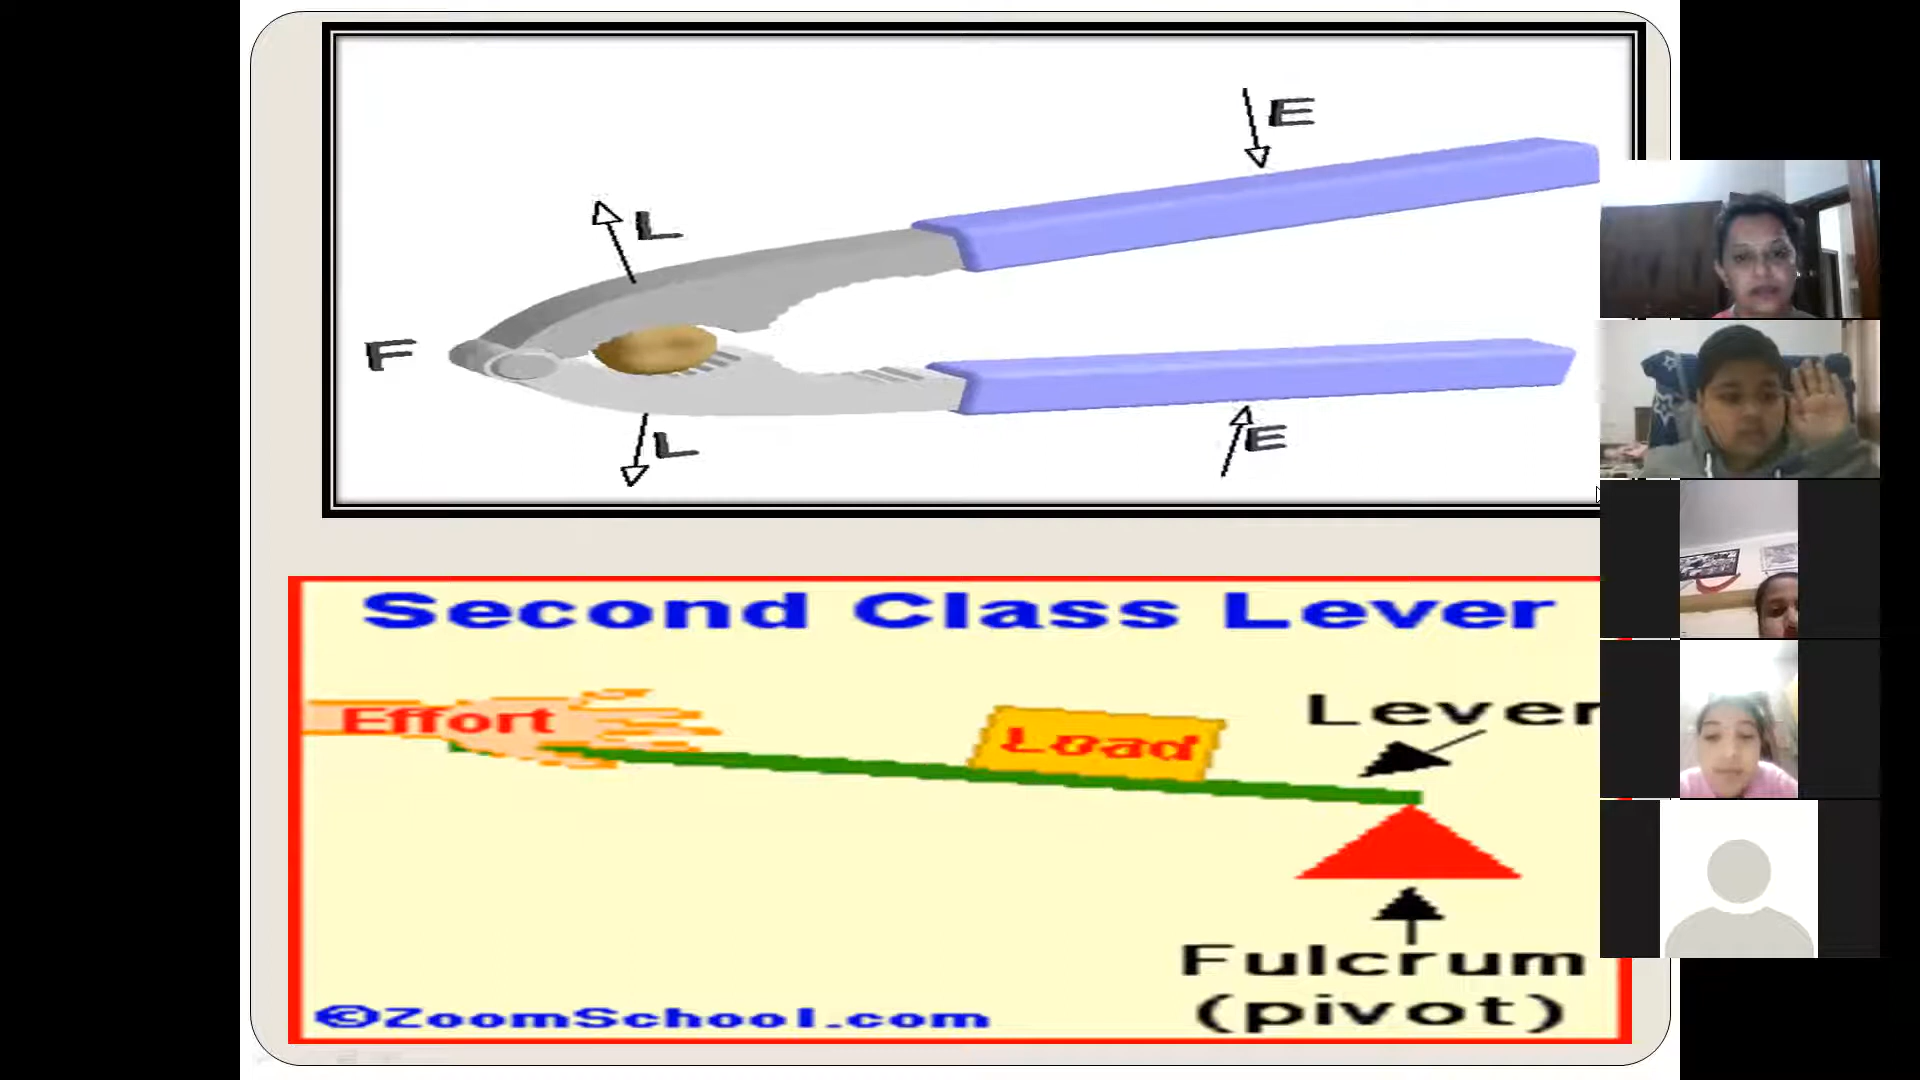 E
L
F
L
E
Second Class Lever
Effort
Load
Lever
Fulcrum
(pivot)
©ZoomSchool.com